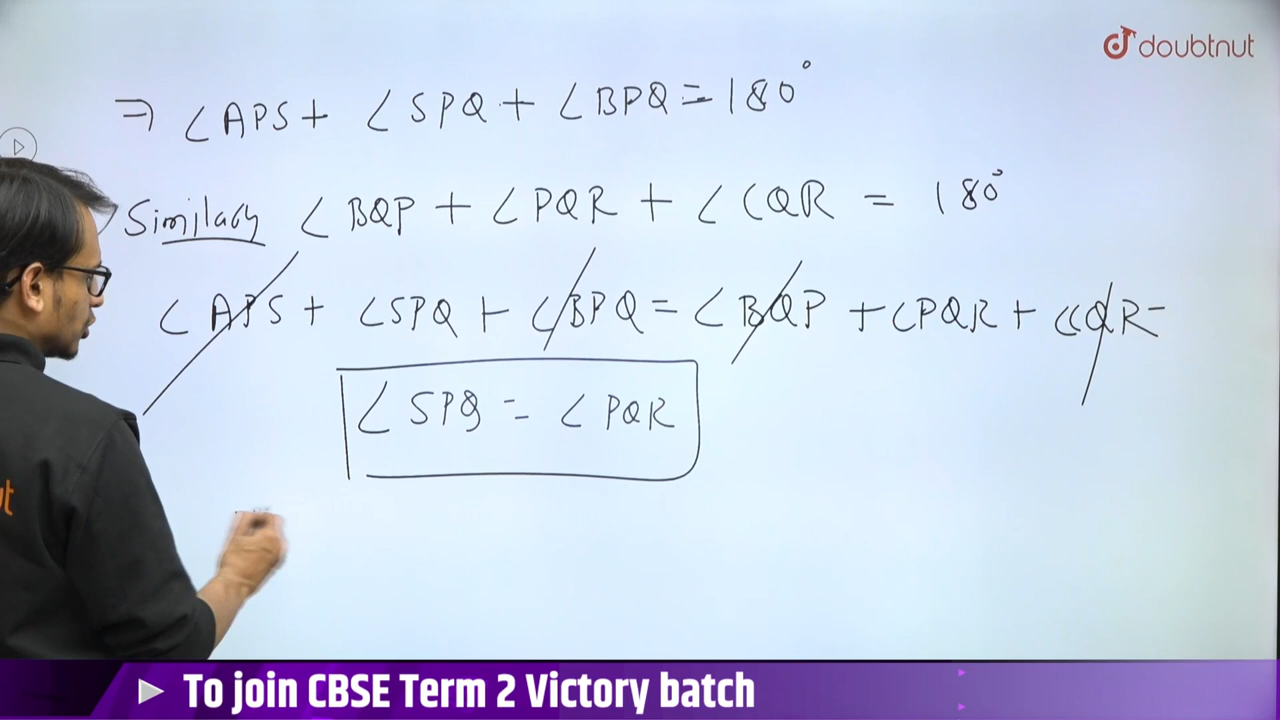 doubtnut
⇒ ∠APS + ∠SPQ + ∠BPQ = 180°
Similady ∠BQP + ∠PQR + ∠CQR = 180°
∠APS + ∠SPQ + ∠BPQ = ∠BQP + ∠PQR + ∠CQR -
∠SPQ = ∠PQR
To join CBSE Term 2 Victory batch